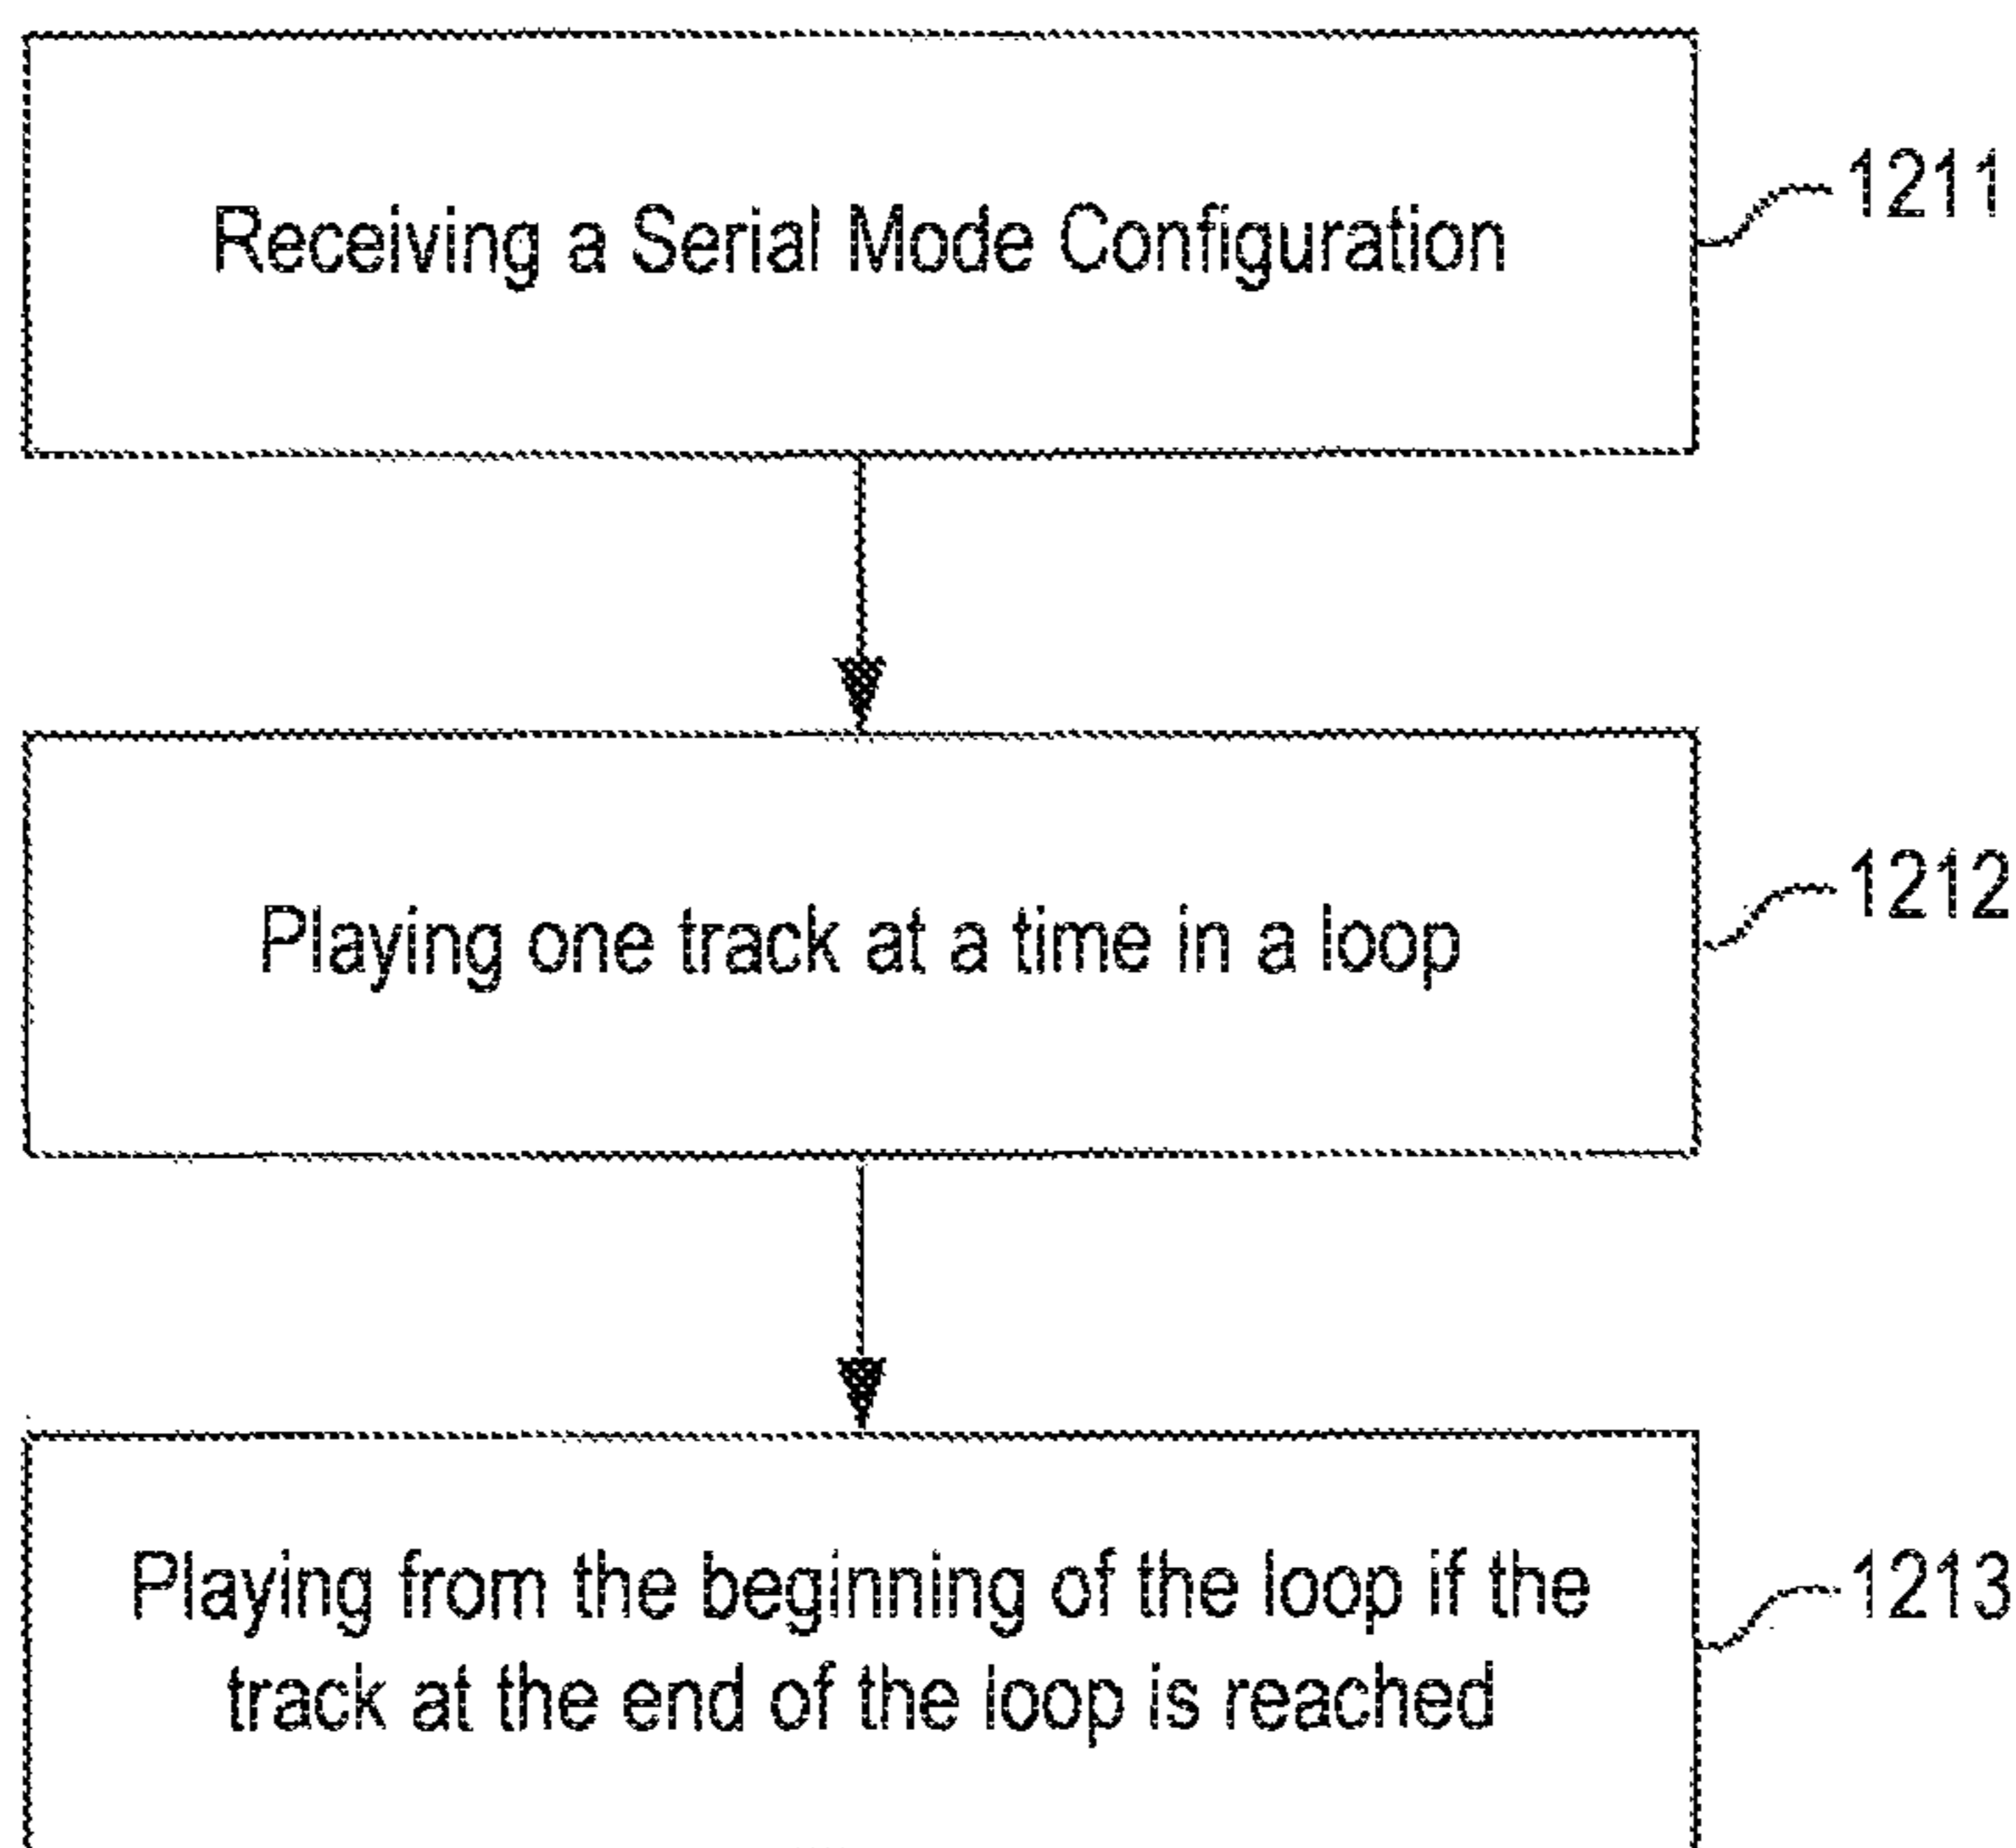 Receiving a Serial Mode Configuration
1211
Playing one track at a time in a loop
1212
Playing from the beginning of the loop if the
track at the end of the loop is reached
1213